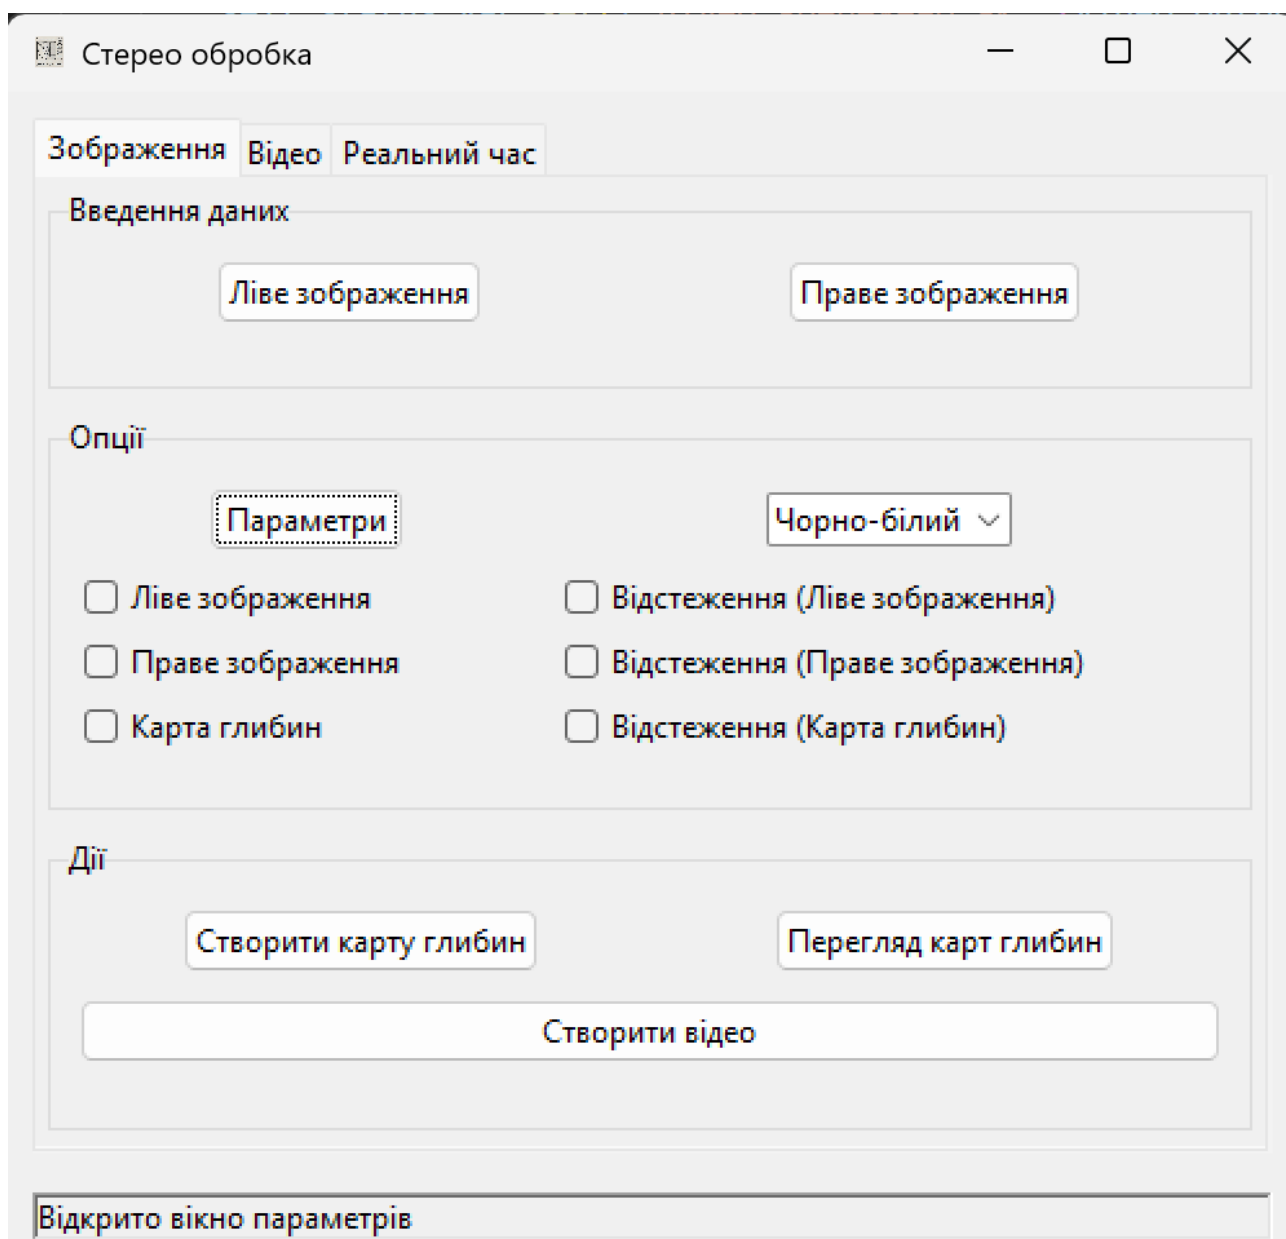 Стерео обробка
Зображення Відео Реальний час
Введення даних
Ліве зображення Праве зображення
Опції
Параметри Чорно-білий
Ліве зображення Відстеження (Ліве зображення)
Праве зображення Відстеження (Праве зображення)
Карта глибин Відстеження (Карта глибин)
Дії
Створити карту глибин Перегляд карт глибин
Створити відео
Відкрито вікно параметрів